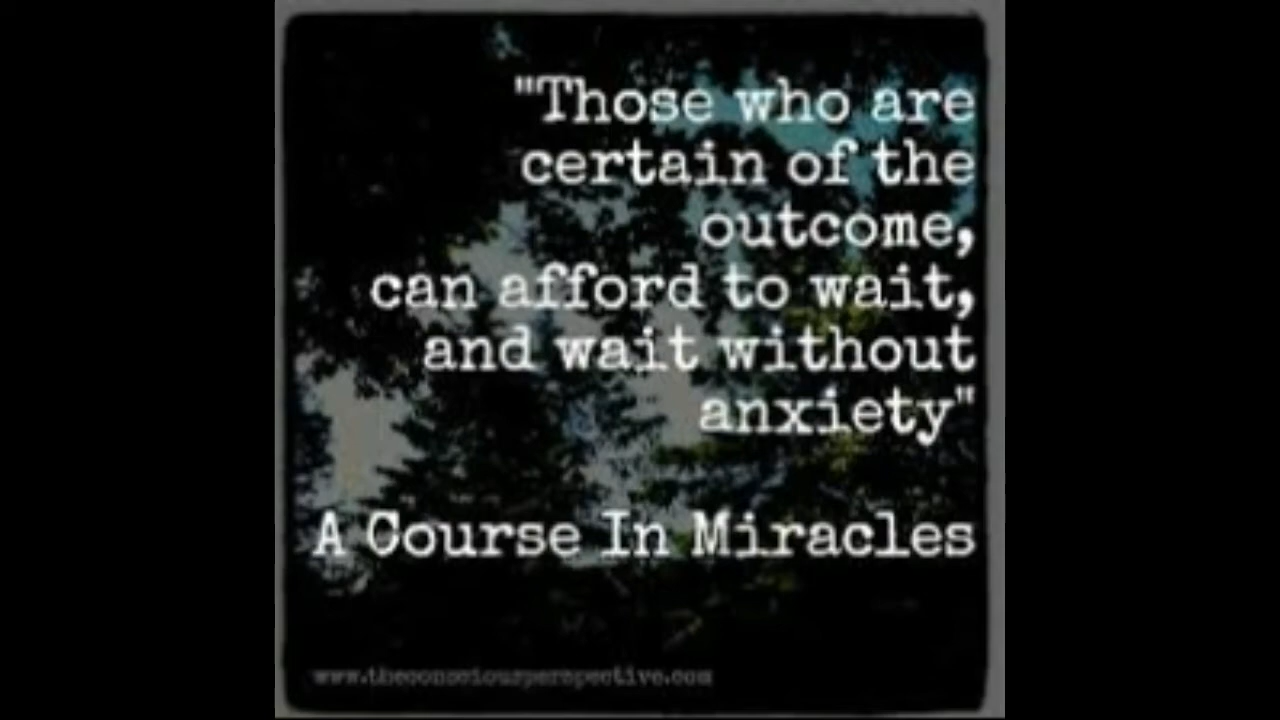 "Those who are
certain of the
outcome,
can afford to wait,
and wait without
anxiety"
A Course In Miracles
www.theconsciousperspective.com